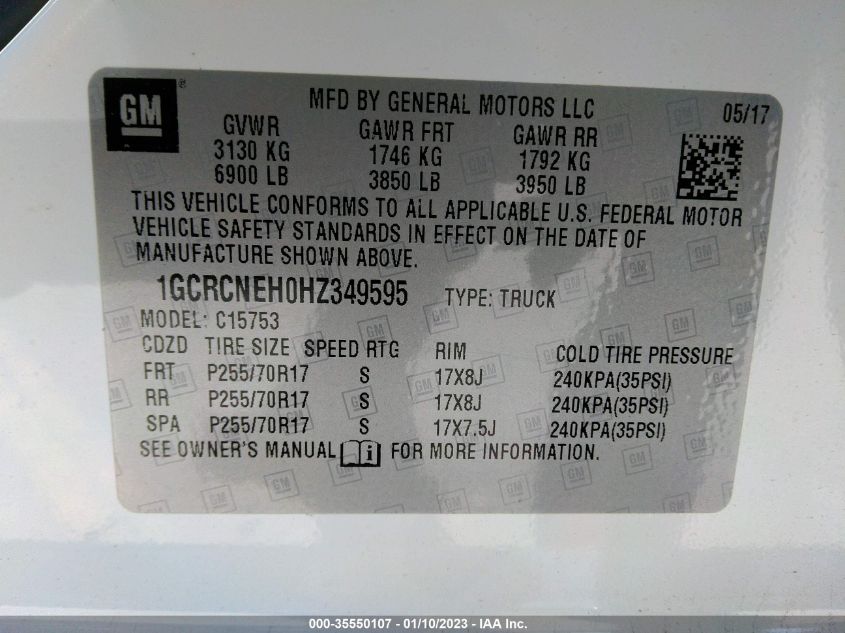 GM ®
MFD BY GENERAL MOTORS LLC 05/17
GVWR GAWR FRT GAWR RR
3130 KG 1746 KG 1792 KG
6900 LB 3850 LB 3950 LB
THIS VEHICLE CONFORMS TO ALL APPLICABLE U.S. FEDERAL MOTOR
VEHICLE SAFETY STANDARDS IN EFFECT ON THE DATE OF
MANUFACTURE SHOWN ABOVE.
1GCRCNEH0HZ349595 TYPE: TRUCK
MODEL: C15753
CDZD TIRE SIZE SPEED RTG RIM COLD TIRE PRESSURE
FRT P255/70R17 S 17X8J 240KPA(35PSI)
RR P255/70R17 S 17X8J 240KPA(35PSI)
SPA P255/70R17 S 17X7.5J 240KPA(35PSI)
SEE OWNER'S MANUAL i FOR MORE INFORMATION.
000-35550107 - 01/10/2023 - IAA Inc.